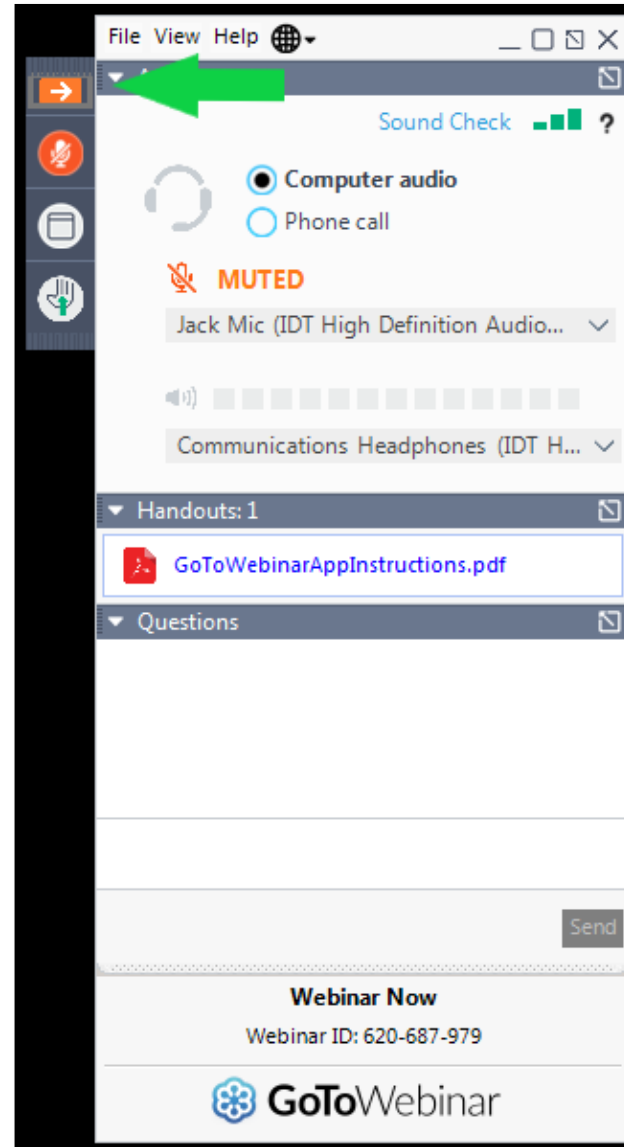 File View Help
Sound Check ?
Computer audio
Phone call
MUTED
Jack Mic (IDT High Definition Audio...
Communications Headphones (IDT H...
Handouts: 1
GoToWebinarAppInstructions.pdf
Questions
Send
Webinar Now
Webinar ID: 620-687-979
GoToWebinar